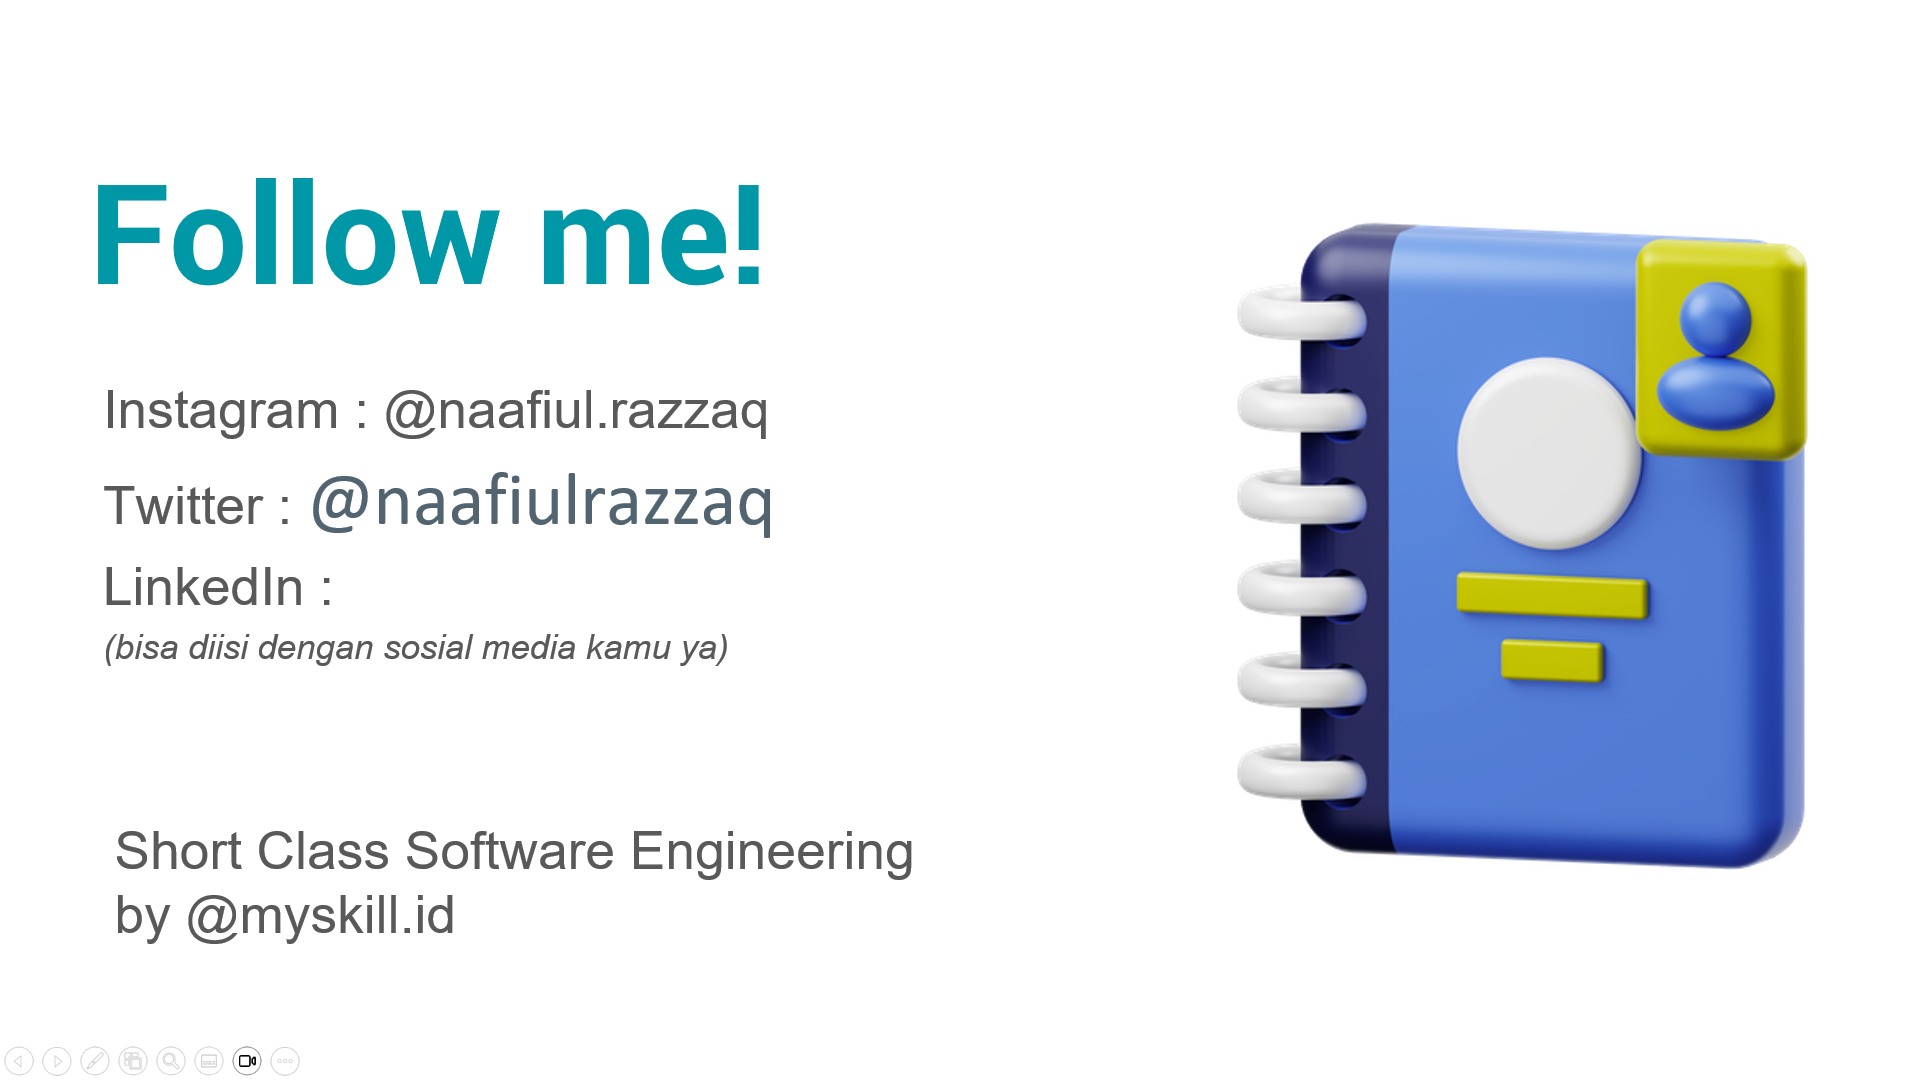 Follow me!
Instagram : @naafiul.razzaq
Twitter : @naafiulrazzaq
LinkedIn :
(bisa diisi dengan sosial media kamu ya)
Short Class Software Engineering
by @myskill.id